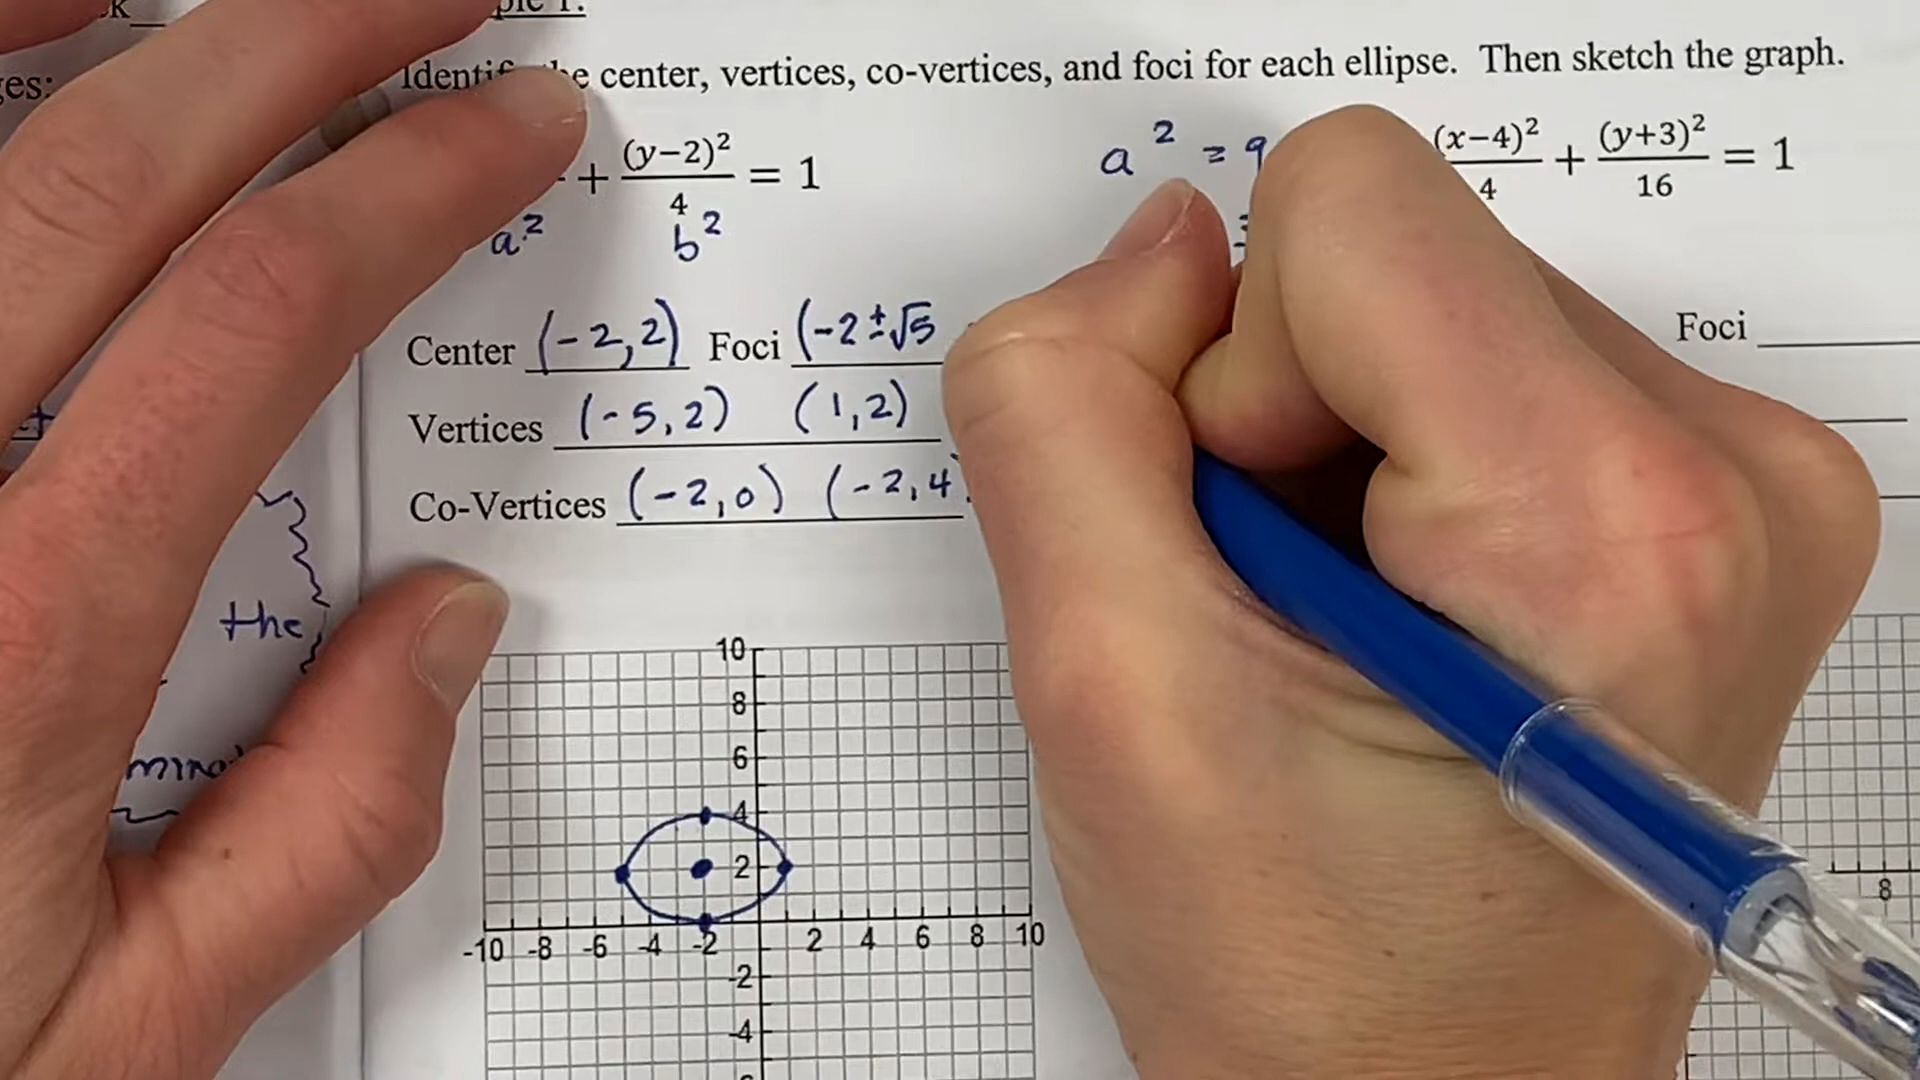 Identify the center, vertices, co-vertices, and foci for each ellipse. Then sketch the graph.
+ (y−2)²/4 = 1
a² b²
a² = 9
(x−4)²/4 + (y+3)²/16 = 1
Center (-2,2) Foci (-2±√5
Vertices (-5,2) (1,2)
Co-Vertices (-2,0) (-2,4)
Foci
the
10
8
6
4
2
-10 -8 -6 -4 -2 2 4 6 8 10
-2
-4
8